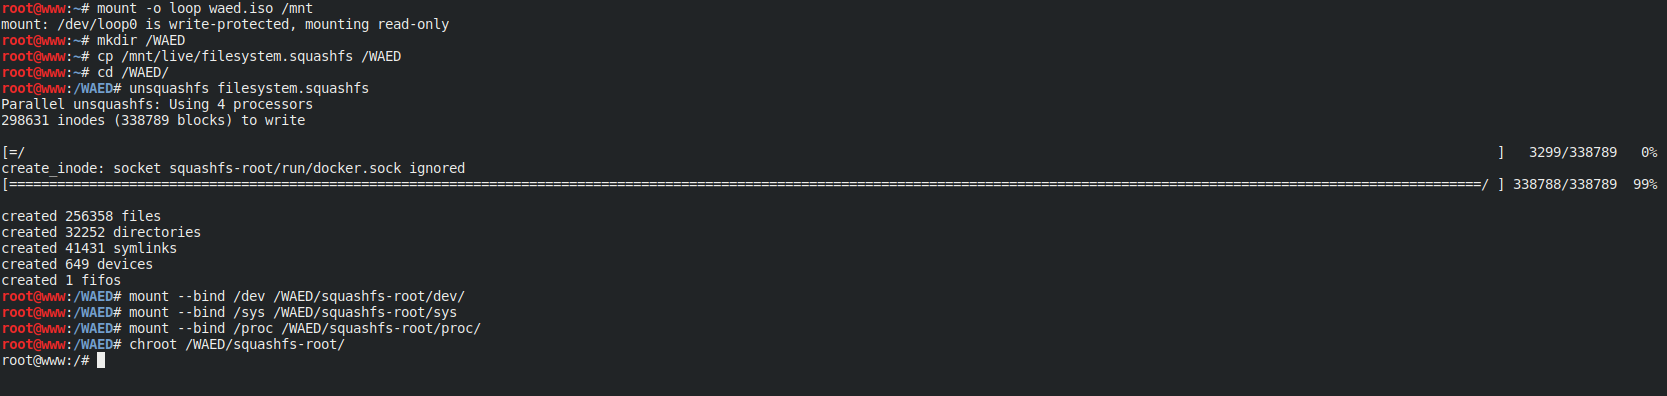 root@www:~# mount -o loop waed.iso /mnt
mount: /dev/loop0 is write-protected, mounting read-only
root@www:~# mkdir /WAED
root@www:~# cp /mnt/live/filesystem.squashfs /WAED
root@www:~# cd /WAED/
root@www:/WAED# unsquashfs filesystem.squashfs
Parallel unsquashfs: Using 4 processors
298631 inodes (338789 blocks) to write
[=/ ] 3299/338789 0%
create_inode: socket squashfs-root/run/docker.sock ignored
[========================================================================================================================================================================================/ ] 338788/338789 99%
created 256358 files
created 32252 directories
created 41431 symlinks
created 649 devices
created 1 fifos
root@www:/WAED# mount --bind /dev /WAED/squashfs-root/dev/
root@www:/WAED# mount --bind /sys /WAED/squashfs-root/sys
root@www:/WAED# mount --bind /proc /WAED/squashfs-root/proc/
root@www:/WAED# chroot /WAED/squashfs-root/
root@www:/#